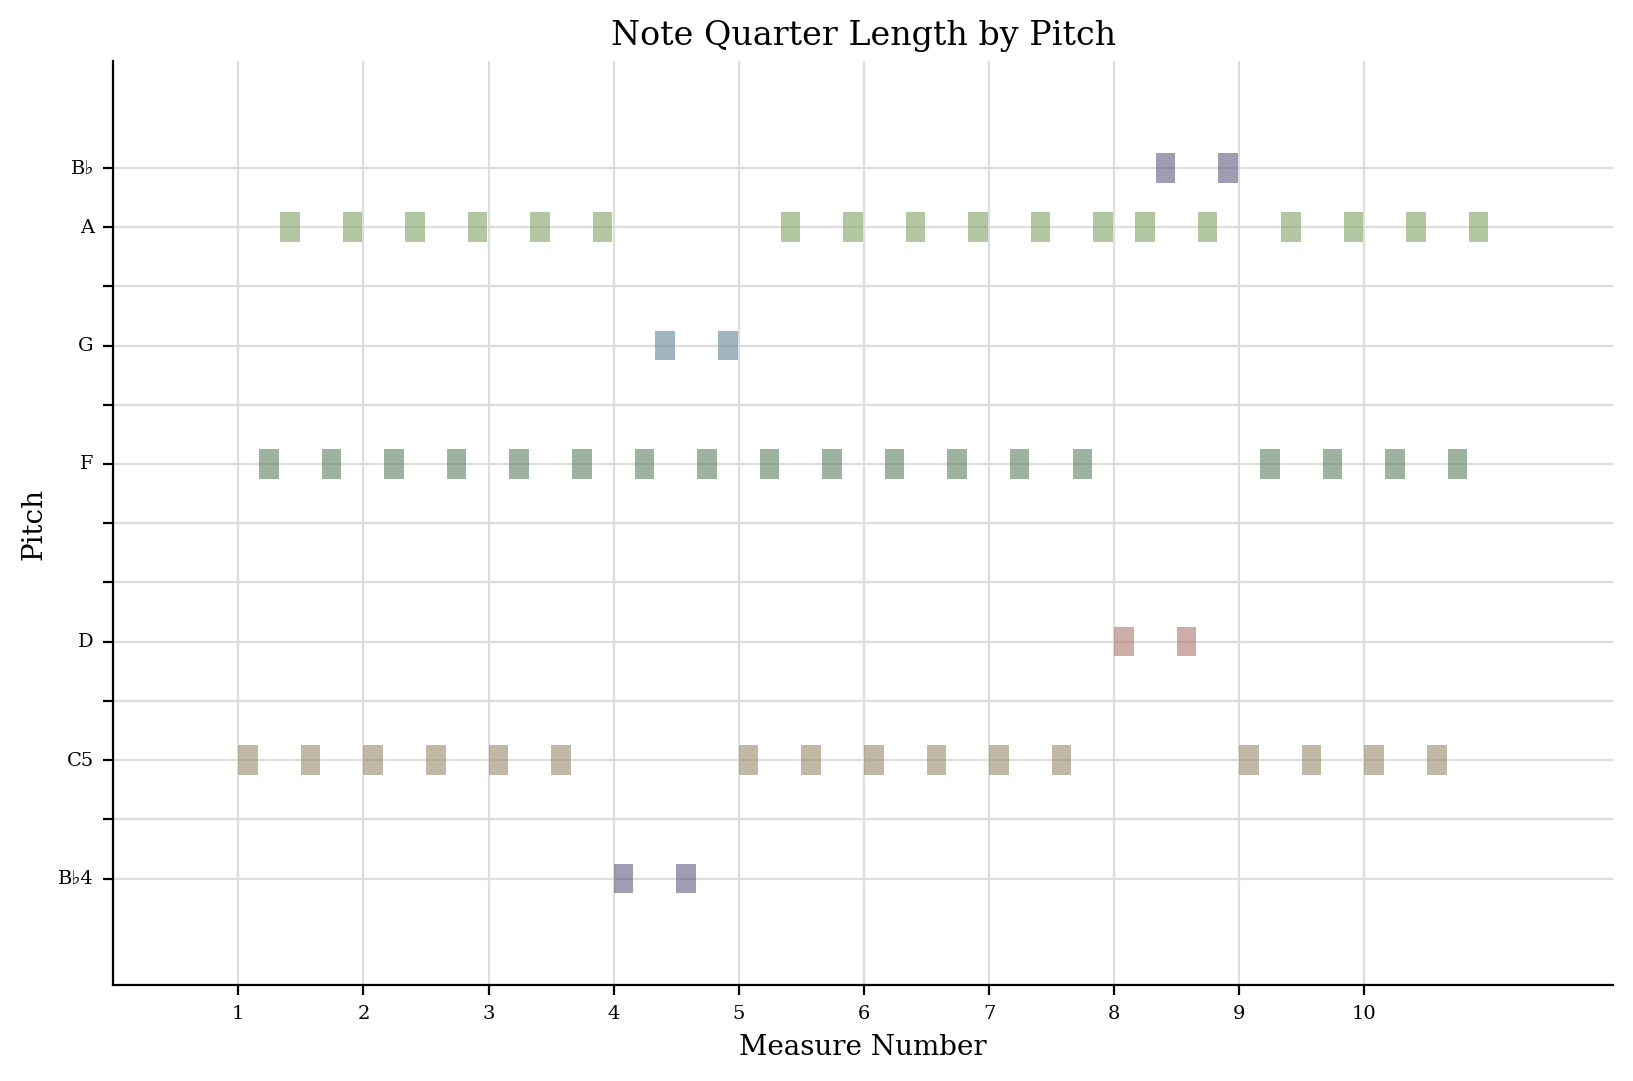 Note Quarter Length by Pitch
B♭
A
G
F
D
C5
B♭4
Pitch
1 2 3 4 5 6 7 8 9 10
Measure Number